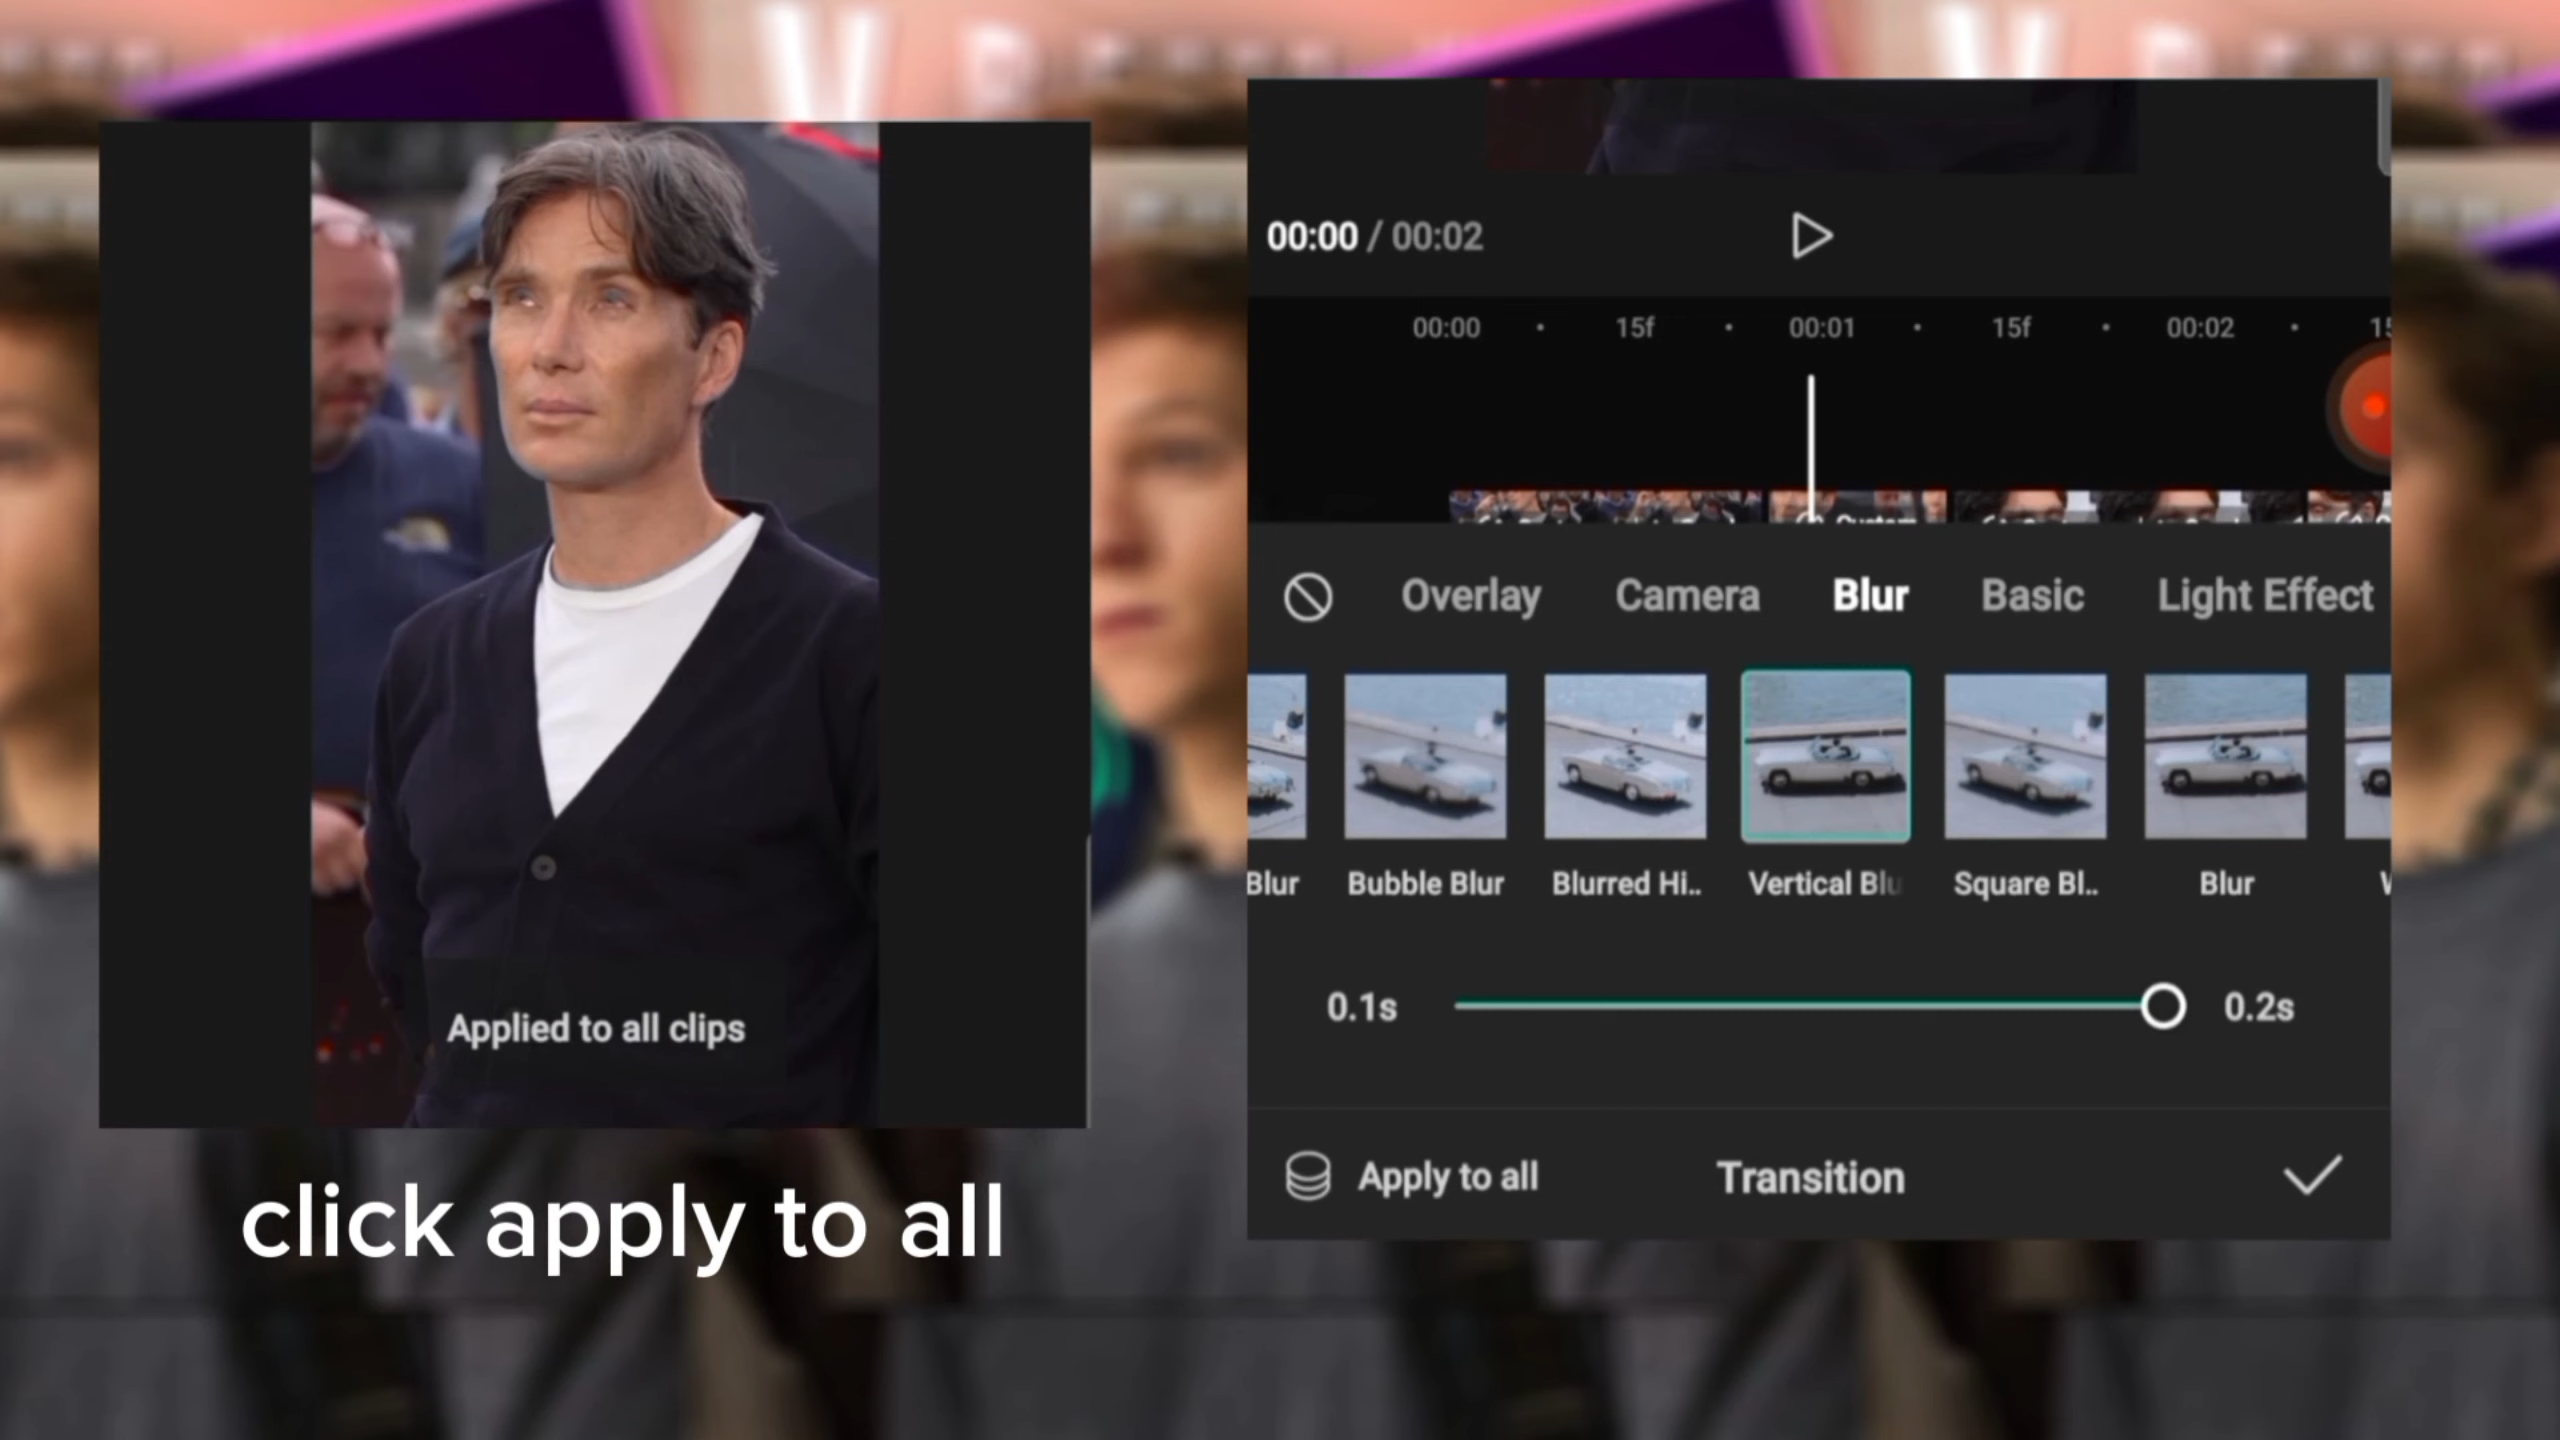 Applied to all clips
click apply to all
00:00 / 00:02
00:00 15f 00:01 15f 00:02
Custom
Overlay Camera Blur Basic Light Effect
Blur Bubble Blur Blurred Hi.. Vertical Blu Square Bl.. Blur
0.1s 0.2s
Apply to all Transition